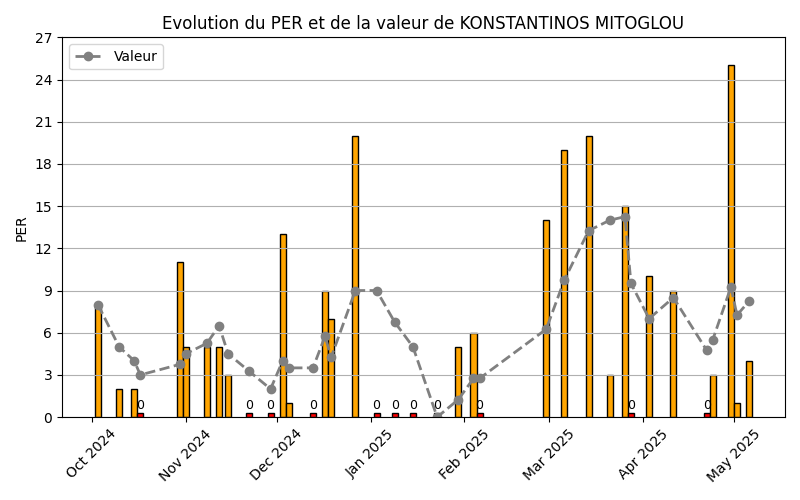 Evolution du PER et de la valeur de KONSTANTINOS MITOGLOU
Valeur
PER
27
24
21
18
15
12
9
6
3
0
0 0 0 0 0 0 0 0 0 0 0
Oct 2024 Nov 2024 Dec 2024 Jan 2025 Feb 2025 Mar 2025 Apr 2025 May 2025